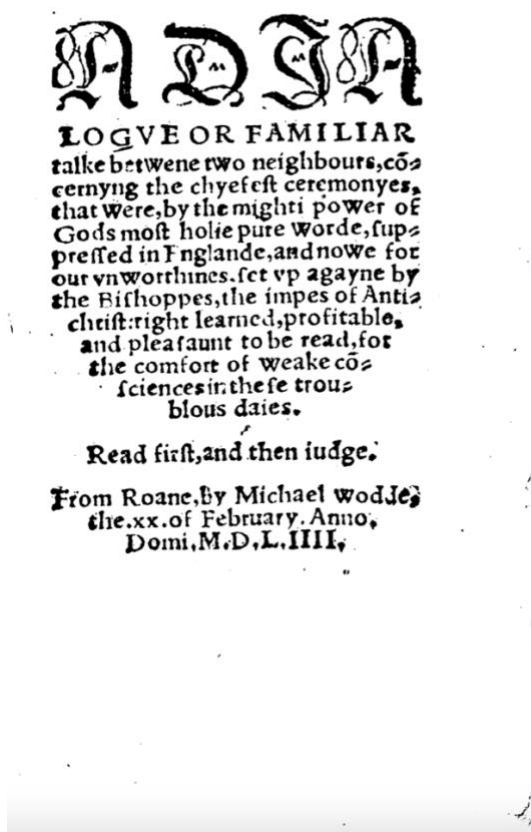 A DIA
LOGVE OR FAMILIAR
talke betwene two neighbours,cō⸗
cernyng the chyefeſt ceremonyes,
that were,by the mighti power of
Gods moſt holie pure worde,ſup⸗
preſſed in Englande,and nowe for
our vnworthines.ſet vp agayne by
the Biſhoppes,the impes of Anti⸗
chriſt:right learned,profitable,
and pleaſaunt to be read,for
the comfort of weake cō⸗
ſciences in theſe trou⸗
blous daies.
Read firſt,and then iudge.
From Roane,by Michael wodde,
the.xx.of February.Anno,
Domi,M.D,L.IIII,